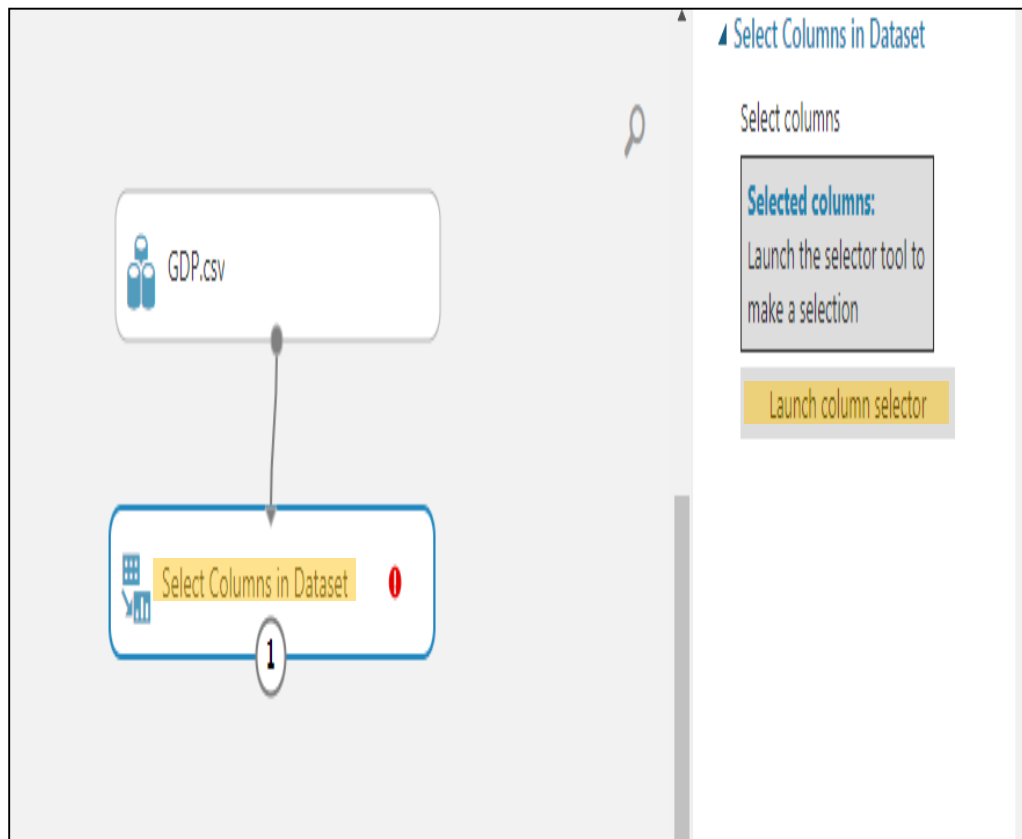 GDP.csv
Select Columns in Dataset
1
Select Columns in Dataset
Select columns
Selected columns:
Launch the selector tool to
make a selection
Launch column selector